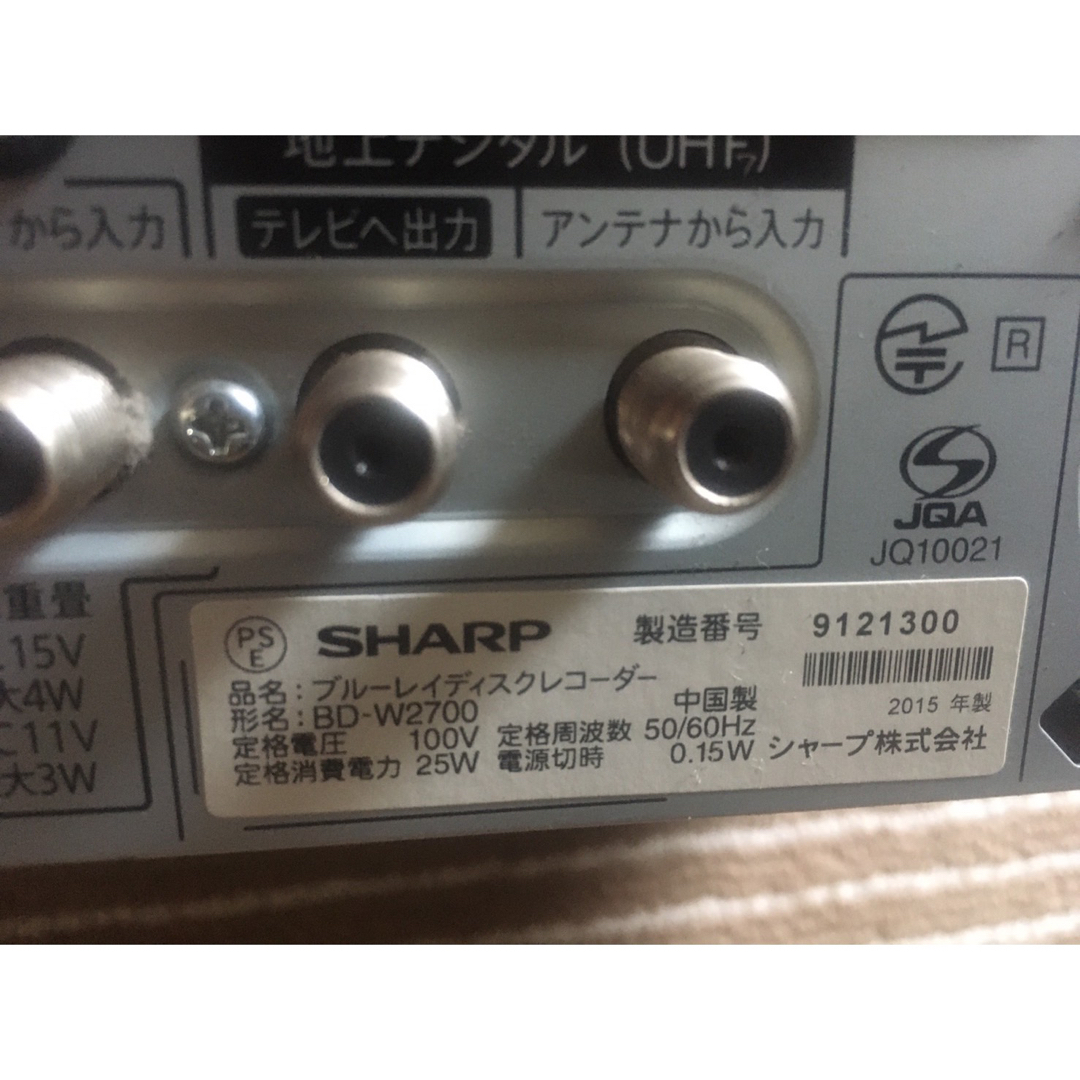 地上デジタル (UHF)
から入力
テレビへ出力
アンテナから入力
R
JQA
JQ10021
重畳
15V
大4W
11V
大3W
PSE
SHARP 製造番号 9121300
品名:ブルーレイディスクレコーダー 中国製 2015 年製
形名:BD-W2700
定格電圧 100V 定格周波数 50/60Hz
定格消費電力 25W 電源切時 0.15W シャープ株式会社